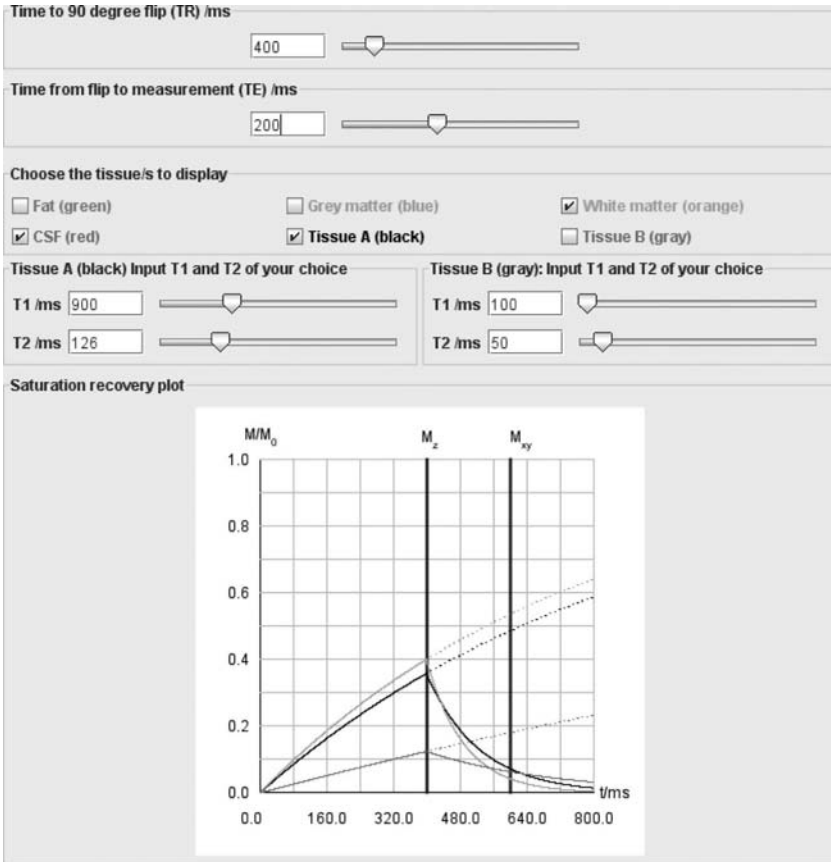 Time to 90 degree flip (TR) /ms
400
Time from flip to measurement (TE) /ms
200
Choose the tissue/s to display
Fat (green) Grey matter (blue) White matter (orange)
CSF (red) Tissue A (black) Tissue B (gray)
Tissue A (black) Input T1 and T2 of your choice Tissue B (gray): Input T1 and T2 of your choice
T1 /ms 900 T1 /ms 100
T2 /ms 126 T2 /ms 50
Saturation recovery plot
M/M0 Mz Mxy
1.0
0.8
0.6
0.4
0.2
0.0 t/ms
0.0 160.0 320.0 480.0 640.0 800.0